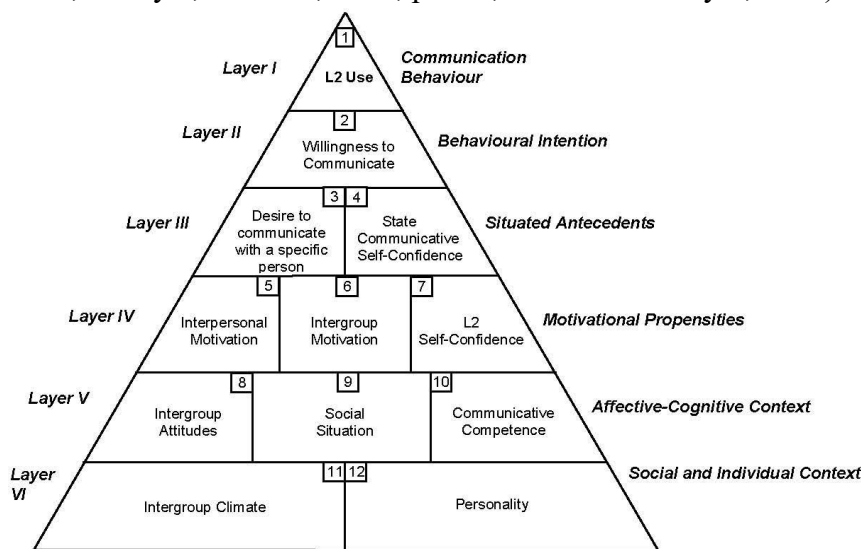 1
Layer I
L2 Use
Communication
Behaviour
2
Layer II
Willingness to
Communicate
Behavioural Intention
3 4
Layer III
Desire to
communicate
with a specific
person
State
Communicative
Self-Confidence
Situated Antecedents
5 6 7
Layer IV
Interpersonal
Motivation
Intergroup
Motivation
L2
Self-Confidence
Motivational Propensities
8 9 10
Layer V
Intergroup
Attitudes
Social
Situation
Communicative
Competence
Affective-Cognitive Context
11 12
Layer
VI
Intergroup Climate
Personality
Social and Individual Context